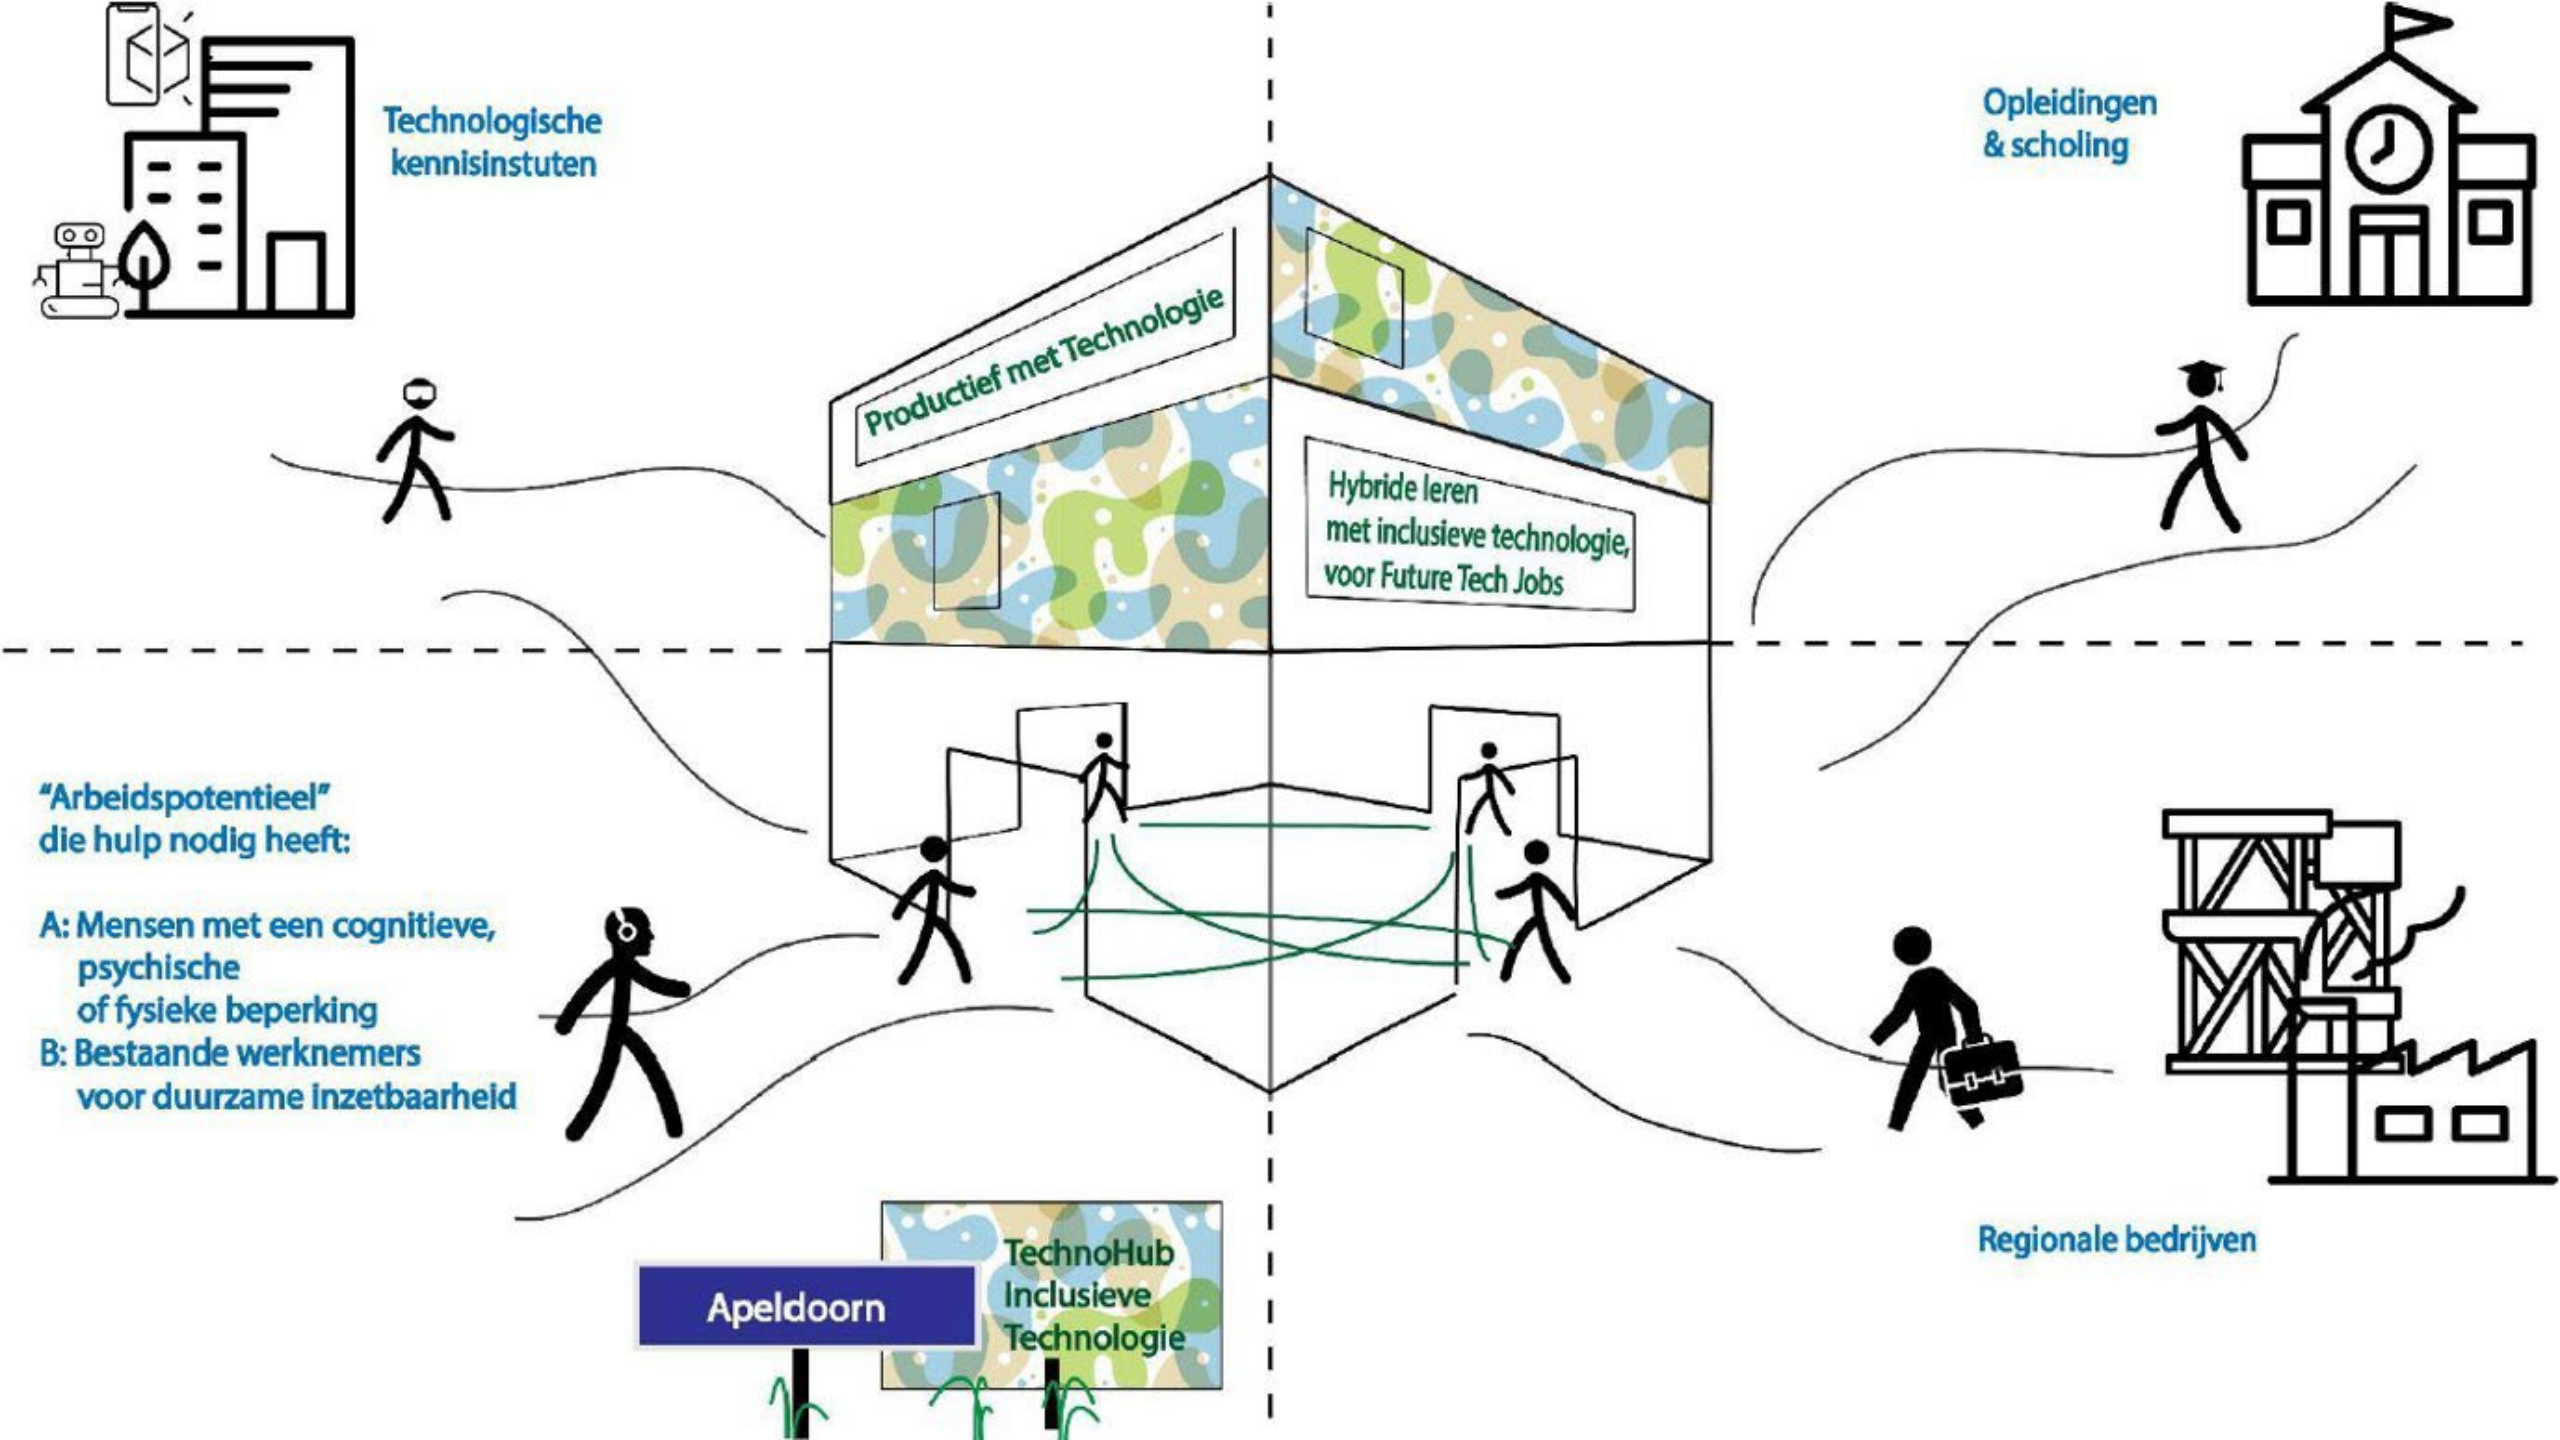 Technologische
kennisinstuten
Opleidingen
& scholing
Productief met Technologie
Hybride leren
met inclusieve technologie,
voor Future Tech Jobs
“Arbeidspotentieel”
die hulp nodig heeft:
A: Mensen met een cognitieve,
psychische
of fysieke beperking
B: Bestaande werknemers
voor duurzame inzetbaarheid
Regionale bedrijven
Apeldoorn
TechnoHub
Inclusieve
Technologie